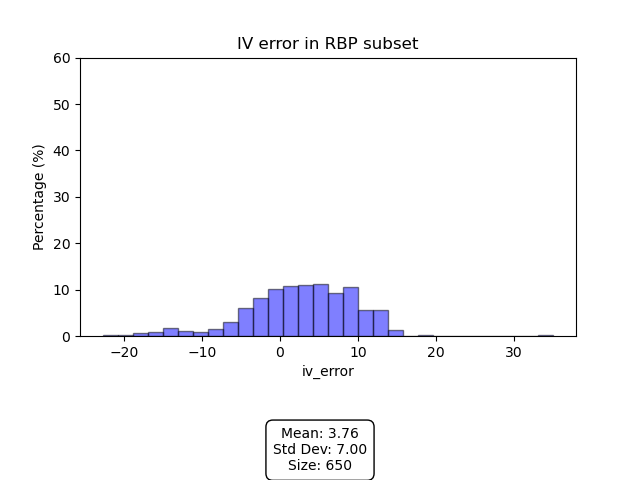 IV error in RBP subset
60
50
40
30
20
10
0
Percentage (%)
−20
−10
0
10
20
30
iv_error
Mean: 3.76
Std Dev: 7.00
Size: 650